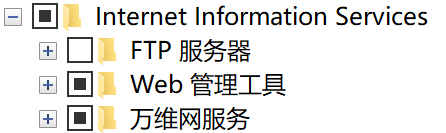 Internet Information Services
FTP 服务器
Web 管理工具
万维网服务